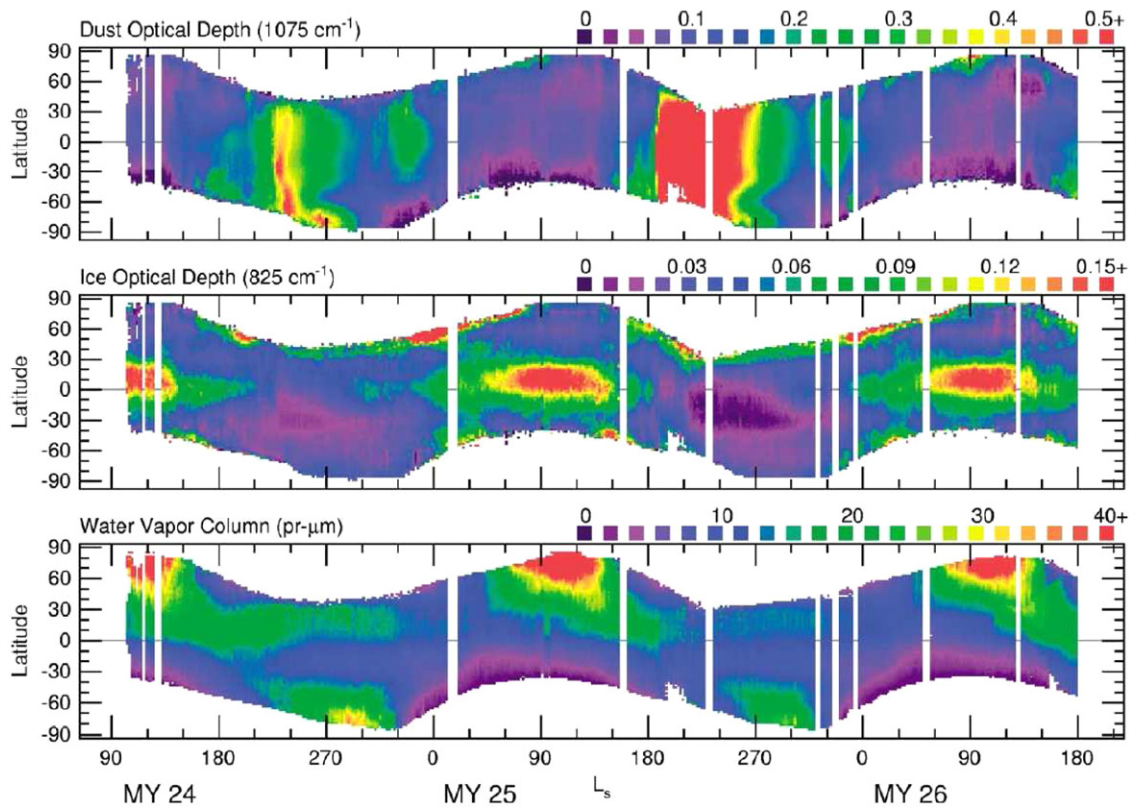 Dust Optical Depth (1075 cm⁻¹) 0 0.1 0.2 0.3 0.4 0.5+
90
60
30
0
-30
-60
-90
Latitude
Ice Optical Depth (825 cm⁻¹) 0 0.03 0.06 0.09 0.12 0.15+
90
60
30
0
-30
-60
-90
Latitude
Water Vapor Column (pr-μm) 0 10 20 30 40+
90
60
30
0
-30
-60
-90
Latitude
90 180 270 0 90 180 270 0 90 180
MY 24 MY 25 Lₛ MY 26